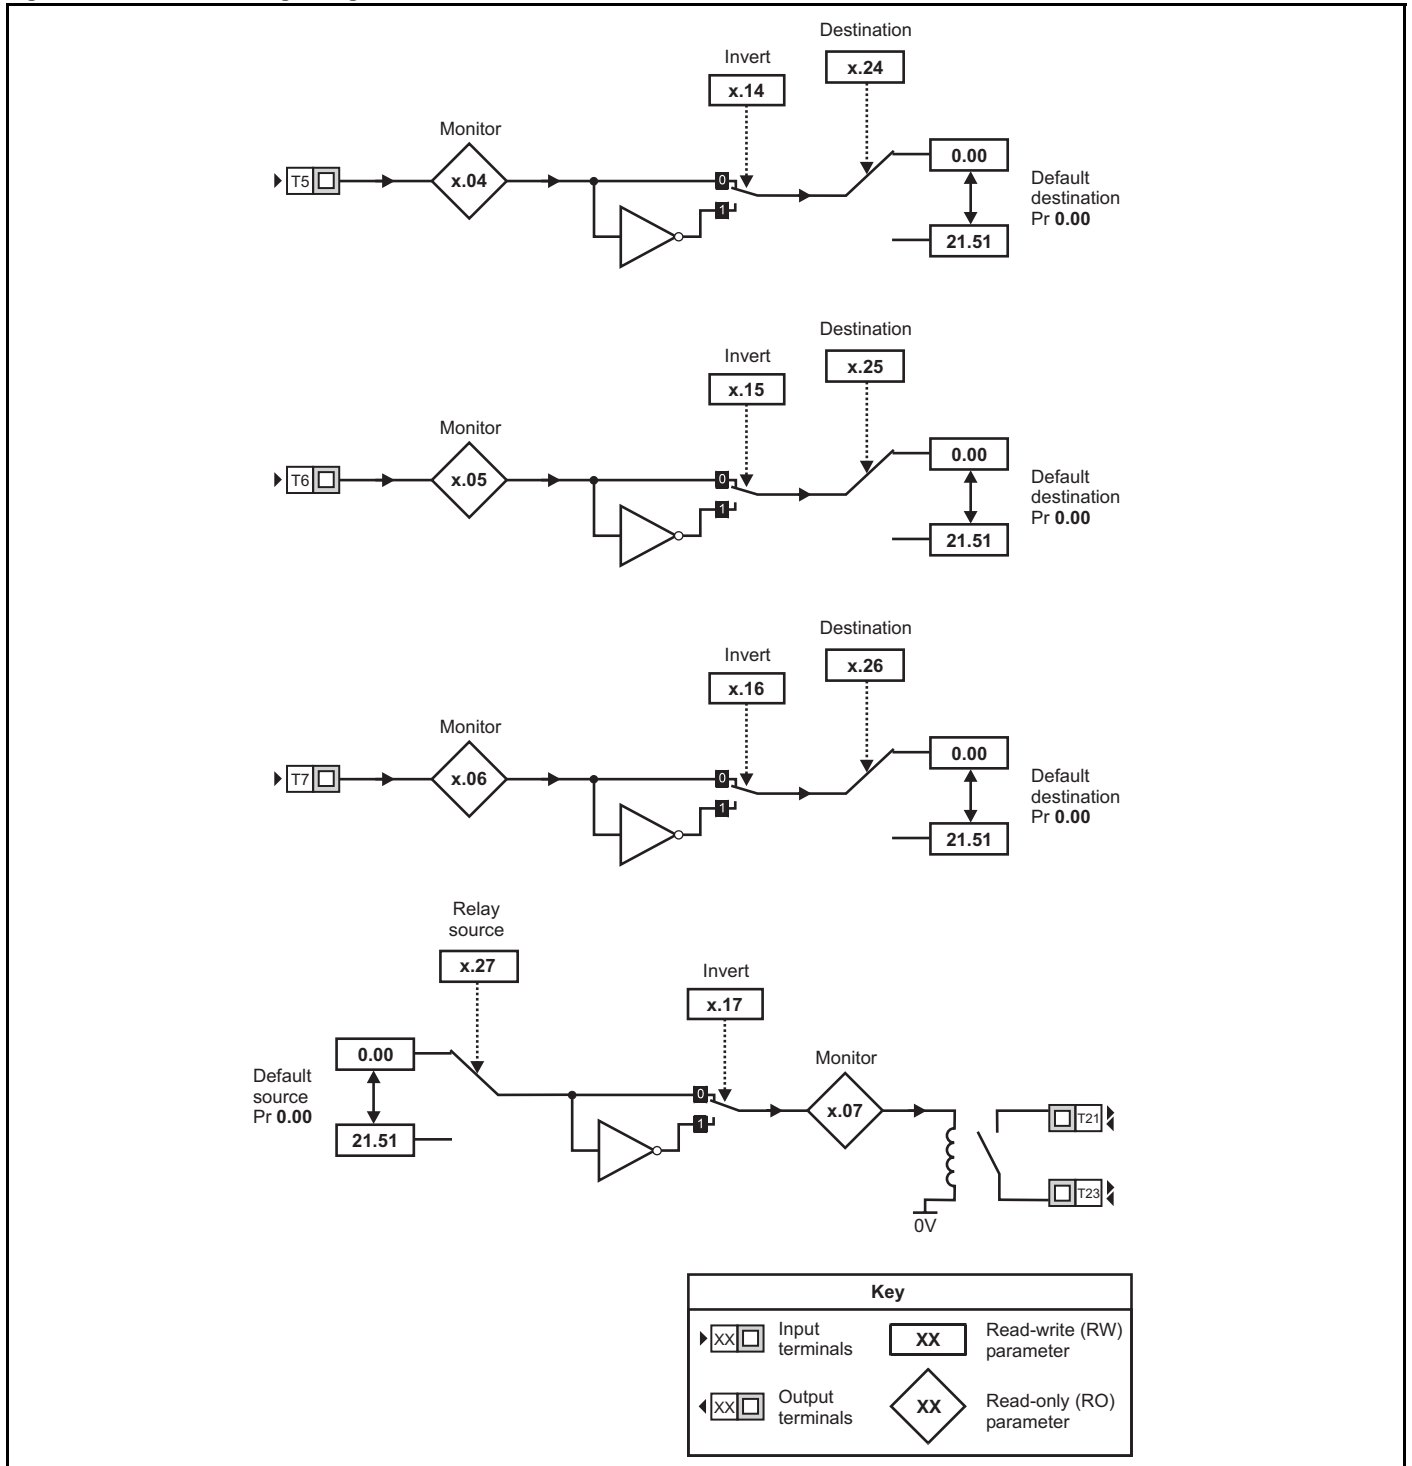 Destination
x.24
Invert
x.14
Monitor
T5
x.04
0
1
0.00
21.51
Default
destination
Pr 0.00
Destination
x.25
Invert
x.15
Monitor
T6
x.05
0
1
0.00
21.51
Default
destination
Pr 0.00
Destination
x.26
Invert
x.16
Monitor
T7
x.06
0
1
0.00
21.51
Default
destination
Pr 0.00
Relay
source
x.27
Invert
x.17
Default
source
Pr 0.00
0.00
21.51
0
1
Monitor
x.07
0V
T21
T23
Key
XX
Input
terminals
XX
Read-write (RW)
parameter
XX
Output
terminals
XX
Read-only (RO)
parameter